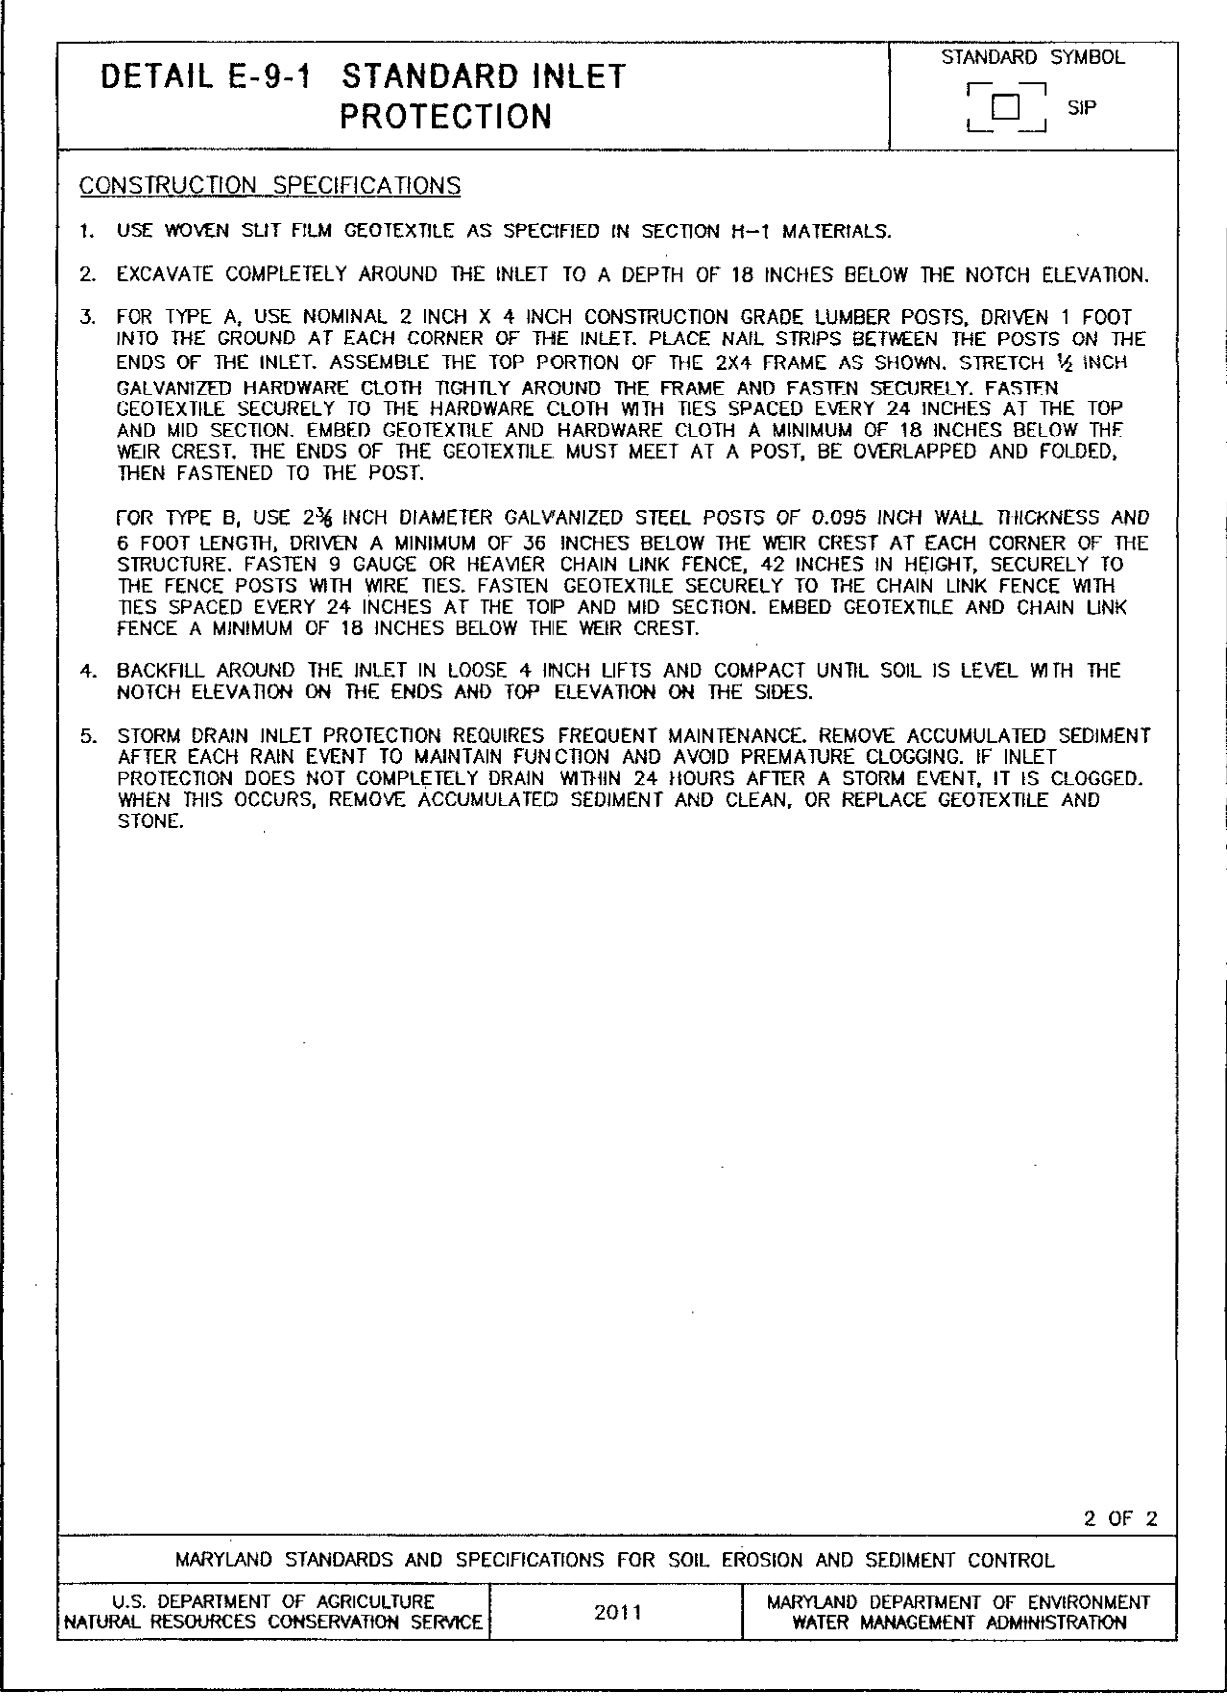 DETAIL E-9-1 STANDARD INLET
PROTECTION
STANDARD SYMBOL
SIP
CONSTRUCTION SPECIFICATIONS
1. USE WOVEN SLIT FILM GEOTEXTILE AS SPECIFIED IN SECTION H-1 MATERIALS.
2. EXCAVATE COMPLETELY AROUND THE INLET TO A DEPTH OF 18 INCHES BELOW THE NOTCH ELEVATION.
3. FOR TYPE A, USE NOMINAL 2 INCH X 4 INCH CONSTRUCTION GRADE LUMBER POSTS, DRIVEN 1 FOOT
INTO THE GROUND AT EACH CORNER OF THE INLET. PLACE NAIL STRIPS BETWEEN THE POSTS ON THE
ENDS OF THE INLET. ASSEMBLE THE TOP PORTION OF THE 2X4 FRAME AS SHOWN. STRETCH ½ INCH
GALVANIZED HARDWARE CLOTH TIGHTLY AROUND THE FRAME AND FASTEN SECURELY. FASTEN
GEOTEXTILE SECURELY TO THE HARDWARE CLOTH WITH TIES SPACED EVERY 24 INCHES AT THE TOP
AND MID SECTION. EMBED GEOTEXTILE AND HARDWARE CLOTH A MINIMUM OF 18 INCHES BELOW THE
WEIR CREST. THE ENDS OF THE GEOTEXTILE MUST MEET AT A POST, BE OVERLAPPED AND FOLDED,
THEN FASTENED TO THE POST.
FOR TYPE B, USE 2⅜ INCH DIAMETER GALVANIZED STEEL POSTS OF 0.095 INCH WALL THICKNESS AND
6 FOOT LENGTH, DRIVEN A MINIMUM OF 36 INCHES BELOW THE WEIR CREST AT EACH CORNER OF THE
STRUCTURE. FASTEN 9 GAUGE OR HEAVIER CHAIN LINK FENCE, 42 INCHES IN HEIGHT, SECURELY TO
THE FENCE POSTS WITH WIRE TIES. FASTEN GEOTEXTILE SECURELY TO THE CHAIN LINK FENCE WITH
TIES SPACED EVERY 24 INCHES AT THE TOP AND MID SECTION. EMBED GEOTEXTILE AND CHAIN LINK
FENCE A MINIMUM OF 18 INCHES BELOW THE WEIR CREST.
4. BACKFILL AROUND THE INLET IN LOOSE 4 INCH LIFTS AND COMPACT UNTIL SOIL IS LEVEL WITH THE
NOTCH ELEVATION ON THE ENDS AND TOP ELEVATION ON THE SIDES.
5. STORM DRAIN INLET PROTECTION REQUIRES FREQUENT MAINTENANCE. REMOVE ACCUMULATED SEDIMENT
AFTER EACH RAIN EVENT TO MAINTAIN FUNCTION AND AVOID PREMATURE CLOGGING. IF INLET
PROTECTION DOES NOT COMPLETELY DRAIN WITHIN 24 HOURS AFTER A STORM EVENT, IT IS CLOGGED.
WHEN THIS OCCURS, REMOVE ACCUMULATED SEDIMENT AND CLEAN, OR REPLACE GEOTEXTILE AND
STONE.
2 OF 2
MARYLAND STANDARDS AND SPECIFICATIONS FOR SOIL EROSION AND SEDIMENT CONTROL
U.S. DEPARTMENT OF AGRICULTURE
NATURAL RESOURCES CONSERVATION SERVICE
2011
MARYLAND DEPARTMENT OF ENVIRONMENT
WATER MANAGEMENT ADMINISTRATION